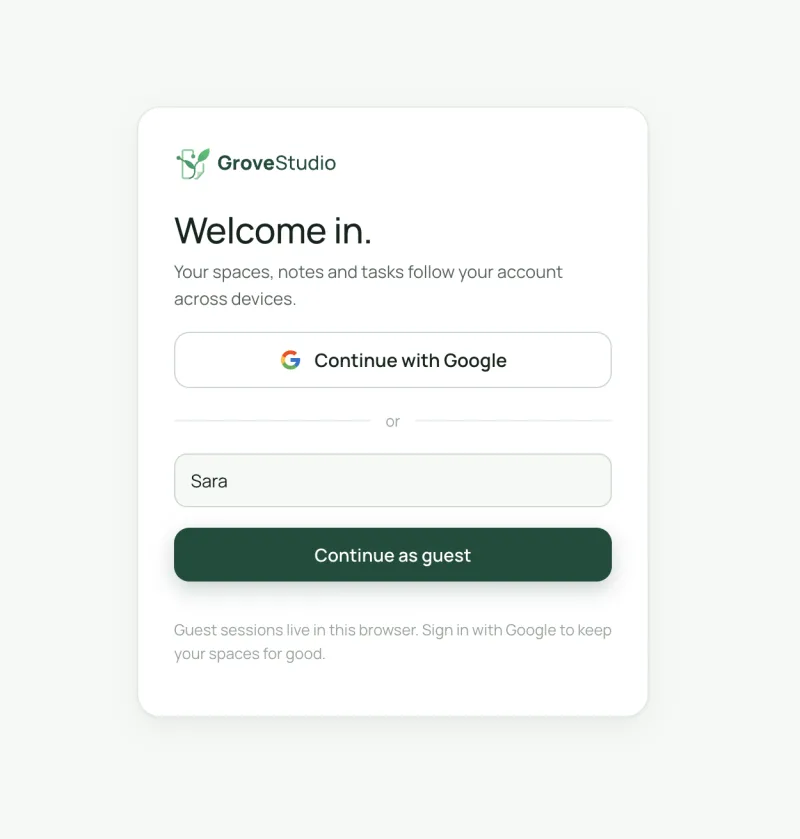 GroveStudio
Welcome in.
Your spaces, notes and tasks follow your account
across devices.
Continue with Google
or
Sara
Continue as guest
Guest sessions live in this browser. Sign in with Google to keep
your spaces for good.